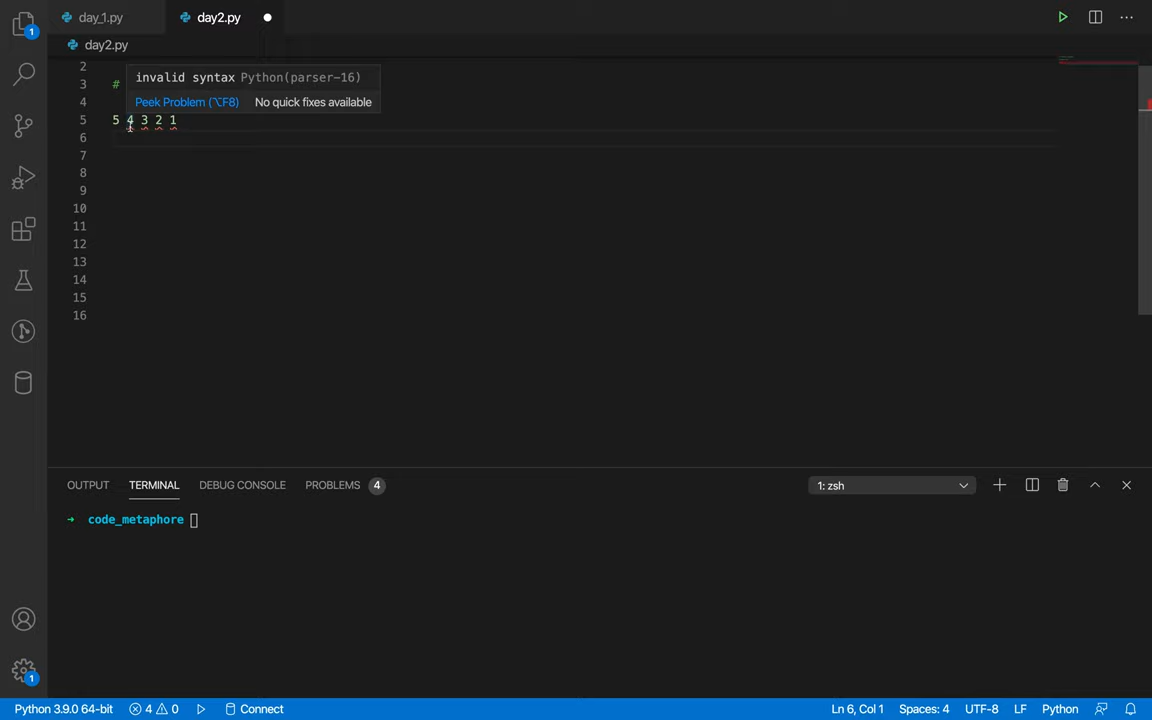 day_1.py
day2.py
day2.py
2
invalid syntax Python(parser-16)
3 #
Peek Problem (⌥F8) No quick fixes available
4
5 5 4 3 2 1
6
7
8
9
10
11
12
13
14
15
16
OUTPUT TERMINAL DEBUG CONSOLE PROBLEMS 4
1: zsh
→ code_metaphore
1
1
Python 3.9.0 64-bit 4 0 Connect Ln 6, Col 1 Spaces: 4 UTF-8 LF Python